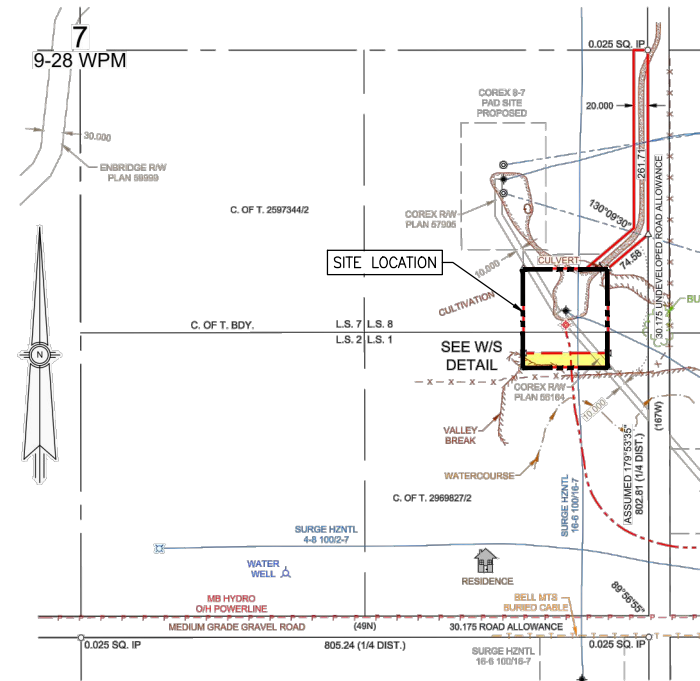 7
9-28 WPM
0.025 SQ. IP
COREX 8-7
PAD SITE
PROPOSED
20.000
30.000
ENBRIDGE R/W
PLAN 59999
261.71
30.175 UNDEVELOPED ROAD ALLOWANCE
C. OF T. 2597344/2
COREX R/W
PLAN 57905
130°09'30"
74.58
10.000
CULVERT
SITE LOCATION
CULTIVATION
BU
C. OF T. BDY.
L.S. 7
L.S. 8
L.S. 2
L.S. 1
SEE W/S
DETAIL
COREX R/W
PLAN 56164
10.000
VALLEY
BREAK
WATERCOURSE
ASSUMED 179°53'35"
802.81 (1/4 DIST.)
(167W)
C. OF T. 2969827/2
SURGE HZNTL
16-6 100/16-7
SURGE HZNTL
4-8 100/2-7
WATER
WELL
RESIDENCE
89°56'55"
MB HYDRO
O/H POWERLINE
BELL MTS
BURIED CABLE
MEDIUM GRADE GRAVEL ROAD
(49N)
30.175 ROAD ALLOWANCE
0.025 SQ. IP
805.24 (1/4 DIST.)
0.025 SQ. IP
SURGE HZNTL
16-6 100/16-7
N